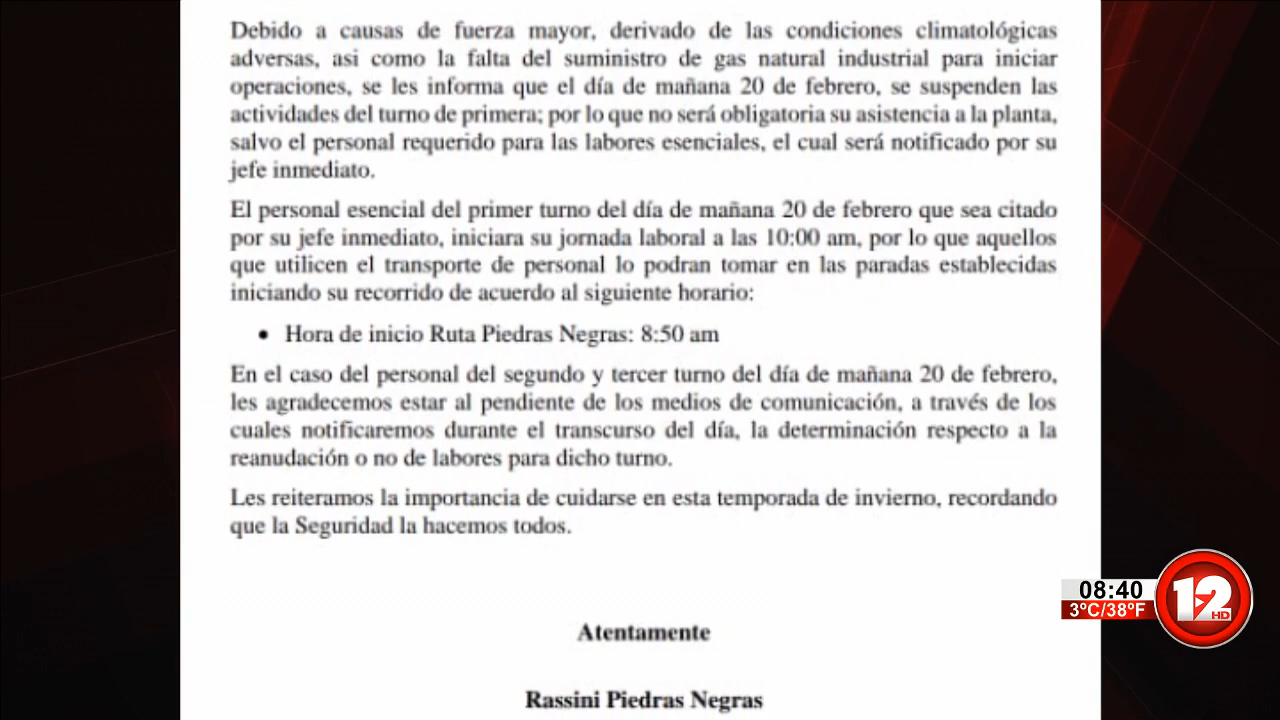 Debido a causas de fuerza mayor, derivado de las condiciones climatológicas
adversas, asi como la falta del suministro de gas natural industrial para iniciar
operaciones, se les informa que el día de mañana 20 de febrero, se suspenden las
actividades del turno de primera; por lo que no será obligatoria su asistencia a la planta,
salvo el personal requerido para las labores esenciales, el cual será notificado por su
jefe inmediato.
El personal esencial del primer turno del día de mañana 20 de febrero que sea citado
por su jefe inmediato, iniciara su jornada laboral a las 10:00 am, por lo que aquellos
que utilicen el transporte de personal lo podran tomar en las paradas establecidas
iniciando su recorrido de acuerdo al siguiente horario:
• Hora de inicio Ruta Piedras Negras: 8:50 am
En el caso del personal del segundo y tercer turno del día de mañana 20 de febrero,
les agradecemos estar al pendiente de los medios de comunicación, a través de los
cuales notificaremos durante el transcurso del día, la determinación respecto a la
reanudación o no de labores para dicho turno.
Les reiteramos la importancia de cuidarse en esta temporada de invierno, recordando
que la Seguridad la hacemos todos.
Atentamente
Rassini Piedras Negras
08:40
3°C/38°F
12
HD